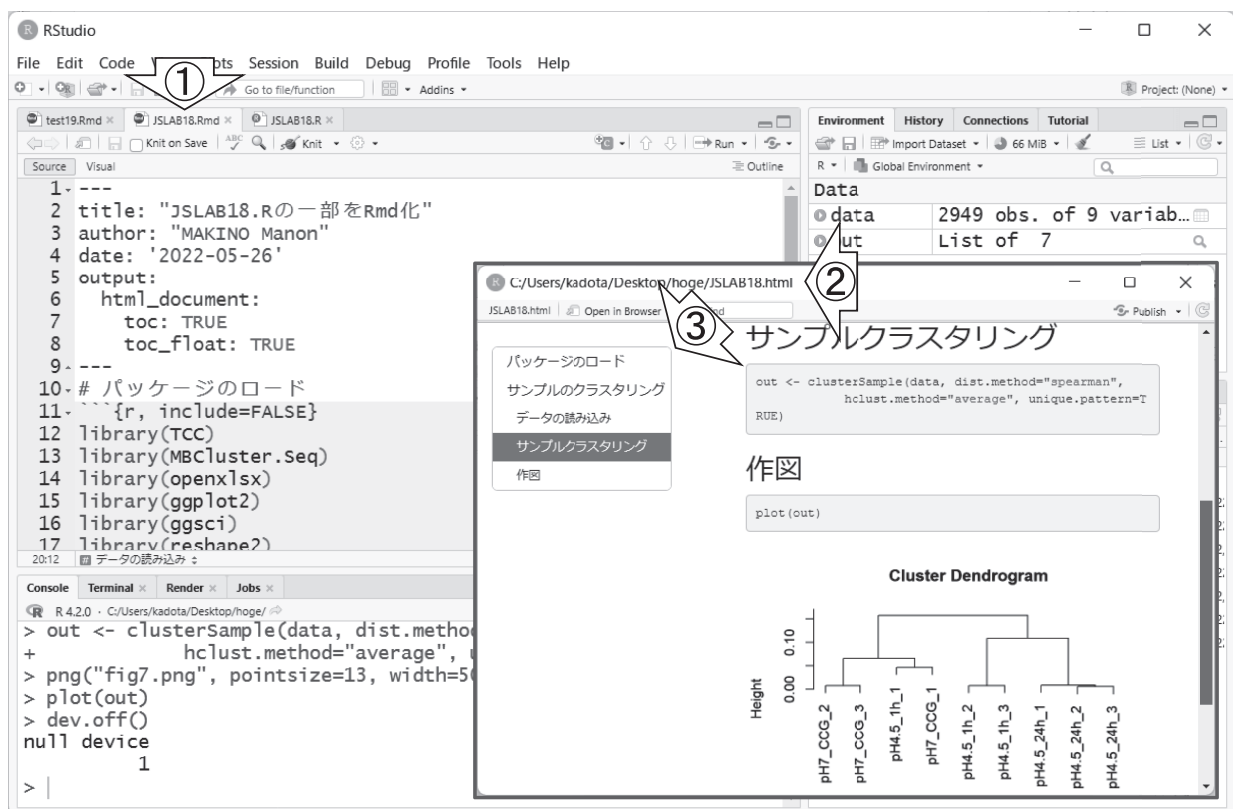 RStudio
File Edit Code ots Session Build Debug Profile Tools Help
①
Go to file/function
Addins
Project: (None)
test19.Rmd
JSLAB18.Rmd
JSLAB18.R
Knit on Save
ABC
Knit
Run
Source Visual
Outline
1 ---
2 title: "JSLAB18.Rの一部をRmd化"
3 author: "MAKINO Manon"
4 date: '2022-05-26'
5 output:
6 html_document:
7 toc: TRUE
8 toc_float: TRUE
9 ---
10 # パッケージのロード
11 ```{r, include=FALSE}
12 library(TCC)
13 library(MBCluster.Seq)
14 library(openxlsx)
15 library(ggplot2)
16 library(ggsci)
17 library(reshape2)
20:12 # データの読み込み
Console Terminal Render Jobs
R 4.2.0 · C:/Users/kadota/Desktop/hoge/
> out <- clusterSample(data, dist.metho
+ hclust.method="average", u
> png("fig7.png", pointsize=13, width=50
> plot(out)
> dev.off()
null device
1
>
Environment History Connections Tutorial
Import Dataset
66 MiB
List
R
Global Environment
Data
data 2949 obs. of 9 variab...
out List of 7
C:/Users/kadota/Desktop/hoge/JSLAB18.html
②
JSLAB18.html
Open in Browser
③
Publish
パッケージのロード
サンプルのクラスタリング
データの読み込み
サンプルクラスタリング
作図
サンプルクラスタリング
out <- clusterSample(data, dist.method="spearman",
hclust.method="average", unique.pattern=T
RUE)
作図
plot(out)
Cluster Dendrogram
Height
0.00 0.10
pH7_CCG_2
pH7_CCG_3
pH4.5_1h_1
pH7_CCG_1
pH4.5_1h_2
pH4.5_1h_3
pH4.5_24h_1
pH4.5_24h_2
pH4.5_24h_3